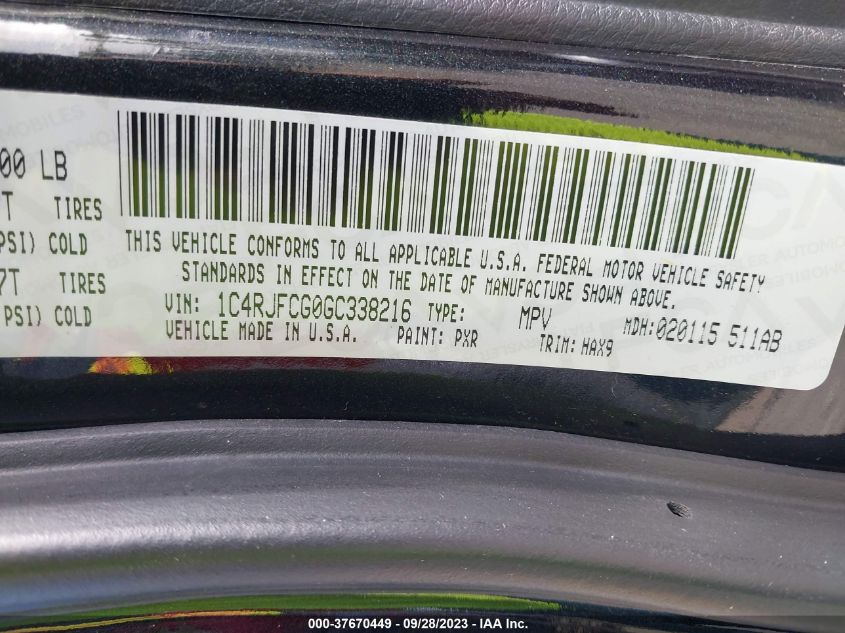 00 LB
T TIRES
PSI) COLD
7T TIRES
PSI) COLD
THIS VEHICLE CONFORMS TO ALL APPLICABLE U.S.A. FEDERAL MOTOR VEHICLE SAFETY
STANDARDS IN EFFECT ON THE DATE OF MANUFACTURE SHOWN ABOVE.
VIN: 1C4RJFCG0GC338216 TYPE: MPV MDH:020115 511AB
VEHICLE MADE IN U.S.A. PAINT: PXR TRIM: HAX9
000-37670449 - 09/28/2023 - IAA Inc.